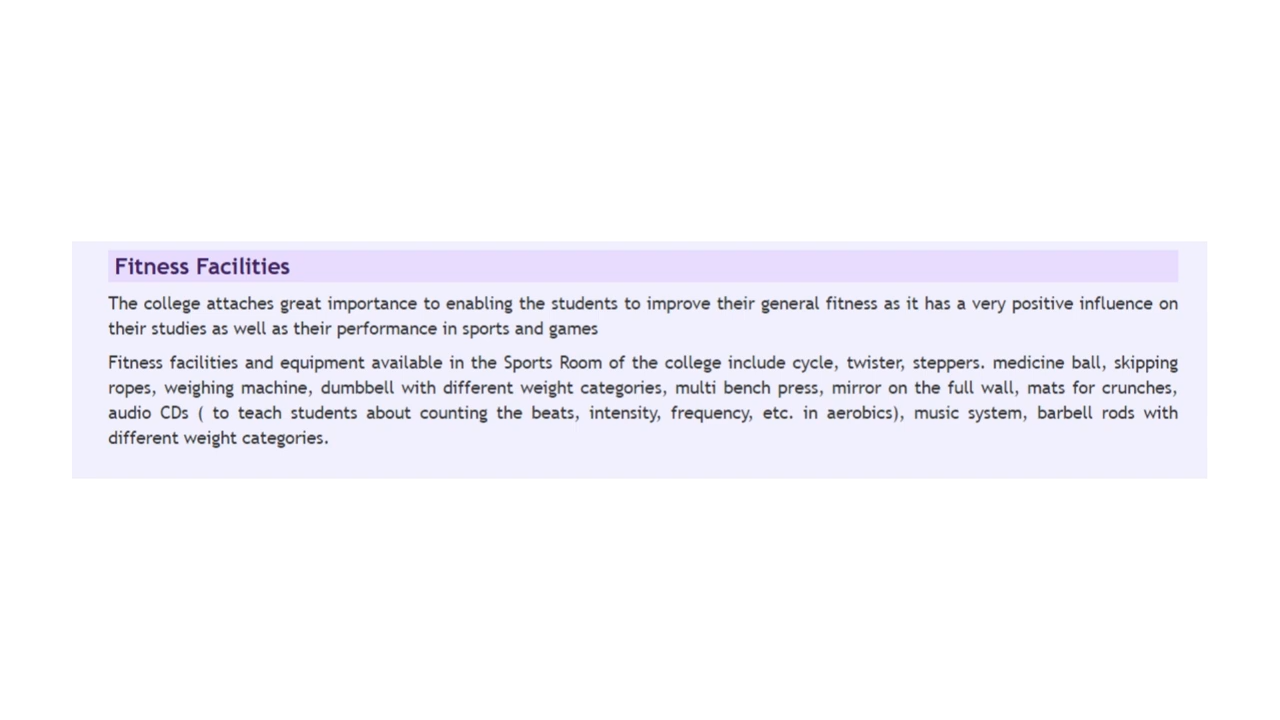 Fitness Facilities
The college attaches great importance to enabling the students to improve their general fitness as it has a very positive influence on
their studies as well as their performance in sports and games
Fitness facilities and equipment available in the Sports Room of the college include cycle, twister, steppers. medicine ball, skipping
ropes, weighing machine, dumbbell with different weight categories, multi bench press, mirror on the full wall, mats for crunches,
audio CDs ( to teach students about counting the beats, intensity, frequency, etc. in aerobics), music system, barbell rods with
different weight categories.